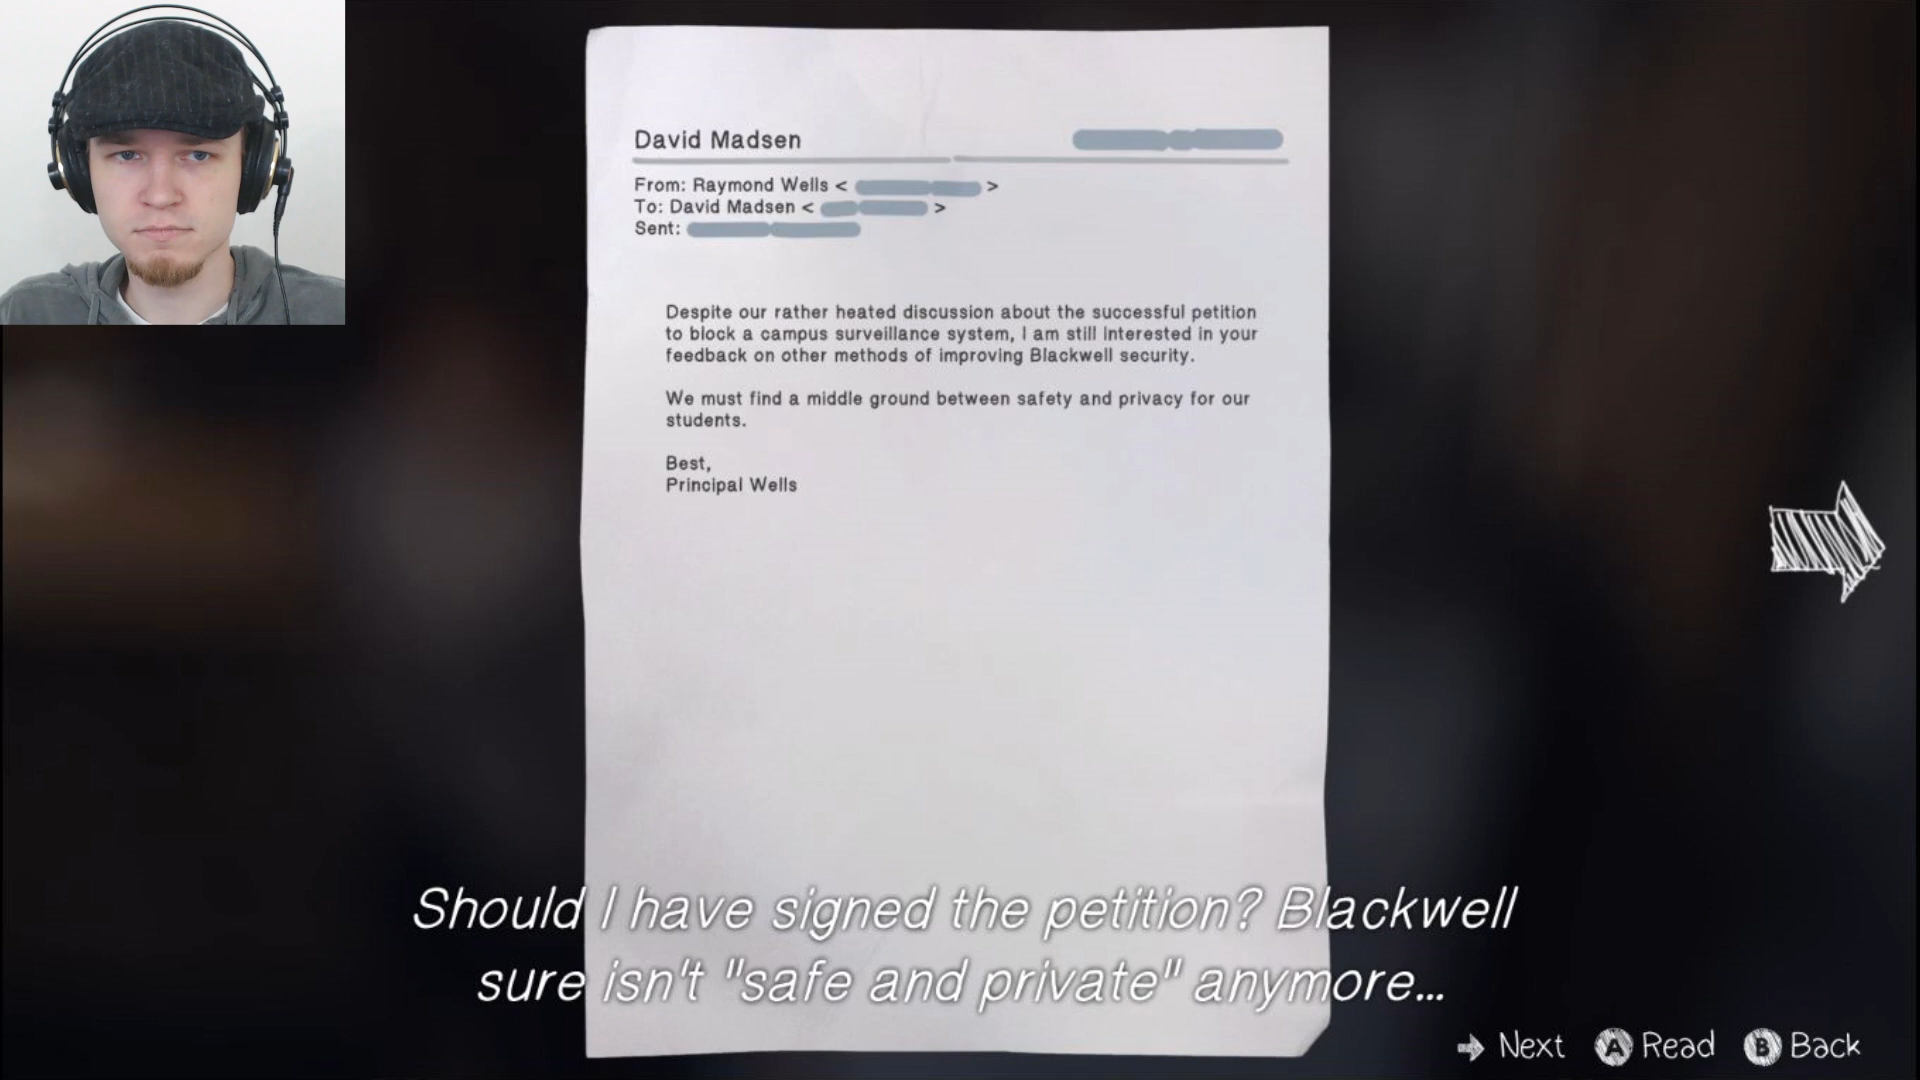 David Madsen
From: Raymond Wells < >
To: David Madsen < >
Sent:
Despite our rather heated discussion about the successful petition
to block a campus surveillance system, I am still interested in your
feedback on other methods of improving Blackwell security.
We must find a middle ground between safety and privacy for our
students.
Best,
Principal Wells
Should I have signed the petition? Blackwell
sure isn't "safe and private" anymore...
Next A Read B Back